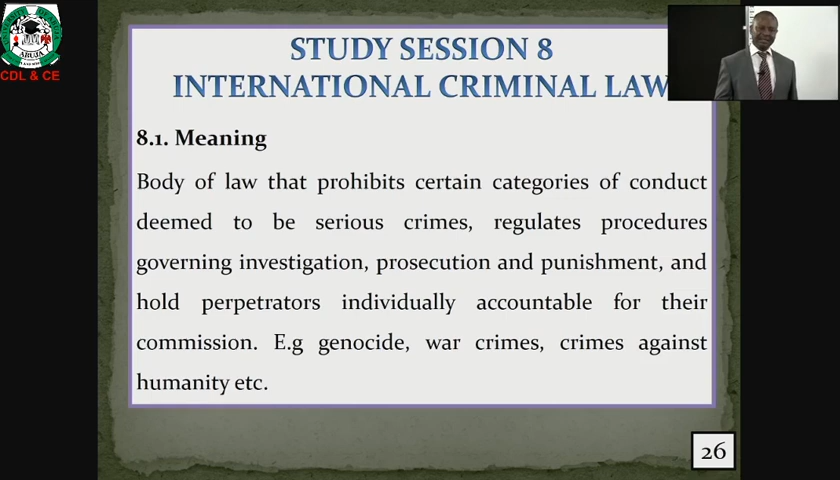 ABUJA
CDL & CE
STUDY SESSION 8
INTERNATIONAL CRIMINAL LAW
8.1. Meaning
Body of law that prohibits certain categories of conduct
deemed to be serious crimes, regulates procedures
governing investigation, prosecution and punishment, and
hold perpetrators individually accountable for their
commission. E.g genocide, war crimes, crimes against
humanity etc.
26